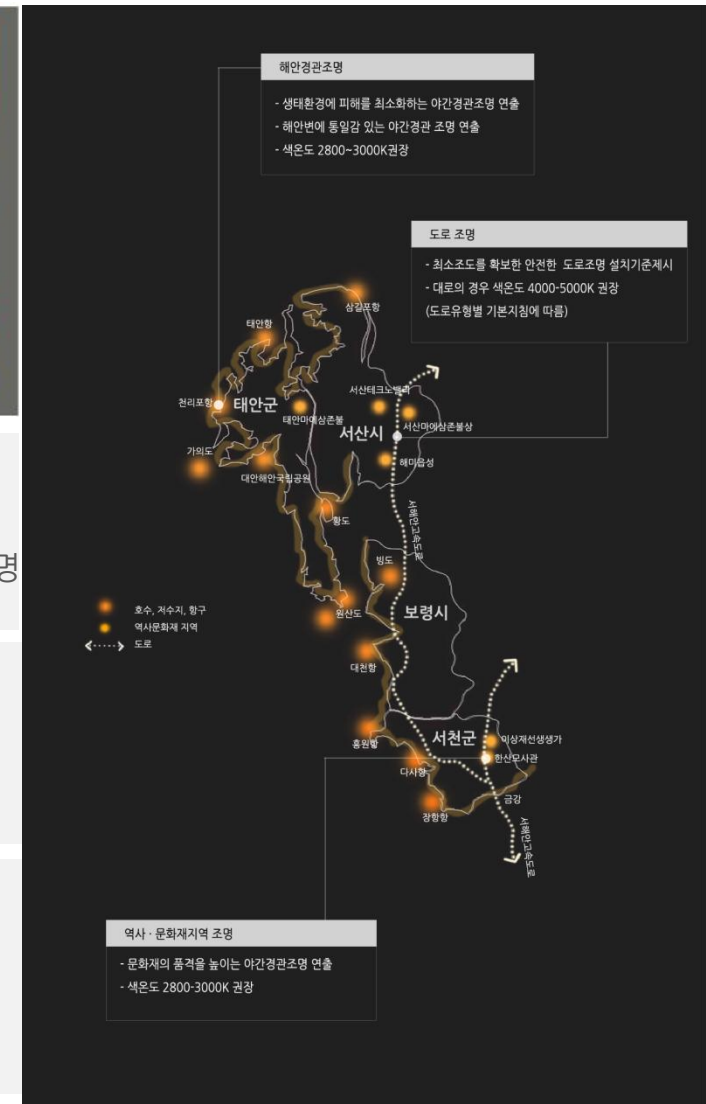 해안경관조명
- 생태환경에 피해를 최소화하는 야간경관조명 연출
- 해안변에 통일감 있는 야간경관 조명 연출
- 색온도 2800~3000K권장
도로 조명
- 최소조도를 확보한 안전한 도로조명 설치기준제시
- 대로의 경우 색온도 4000-5000K 권장
(도로유형별 기본지침에 따름)
삼길포항
태안항
천리포항
태안군
태안마애삼존불
서산테크노밸리
서산마애삼존불상
서산시
해미읍성
가의도
대안해안국립공원
황도
서해안고속도로
빙도
명
호수, 저수지, 항구
역사문화재 지역
도로
원산도
보령시
대천항
홍원항
서천군
이상재선생생가
한산모시관
다사항
금강
장항항
서해안고속도로
역사 · 문화재지역 조명
- 문화재의 품격을 높이는 야간경관조명 연출
- 색온도 2800-3000K 권장